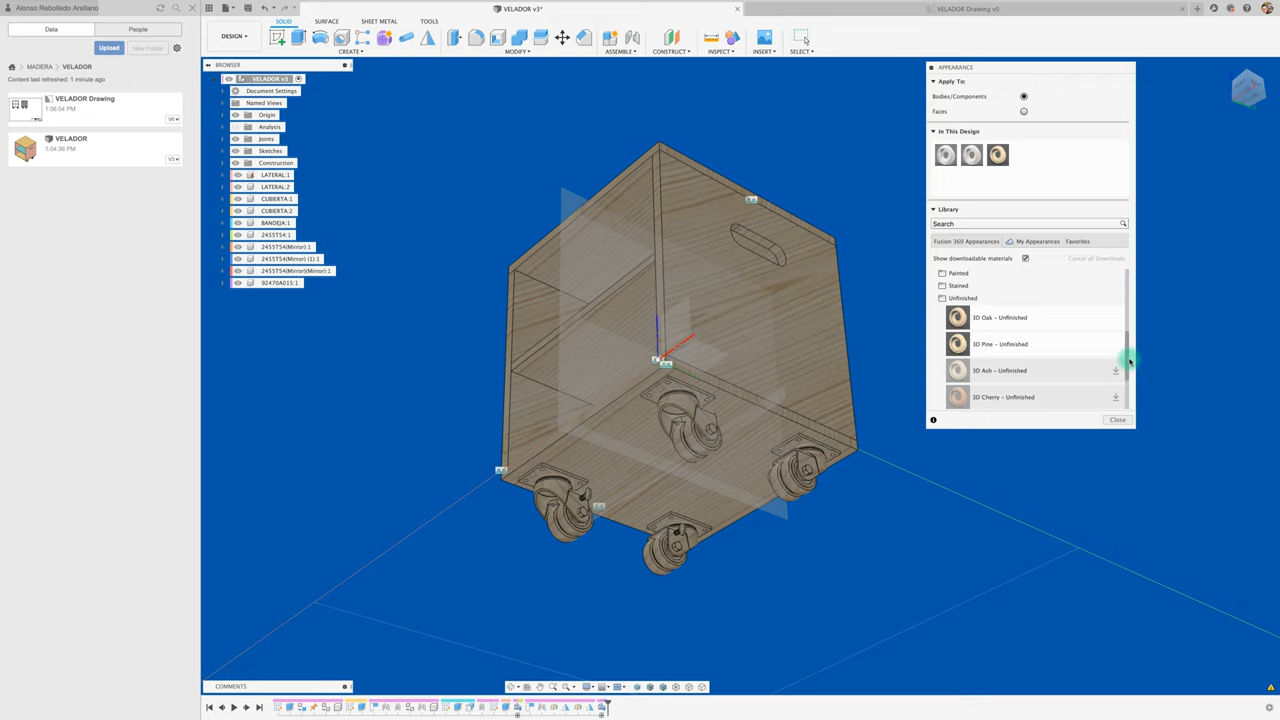 Alonso Rebolledo Arellano
Data
People
Upload
New Folder
MADERA
VELADOR
Content last refreshed: 1 minute ago
VELADOR Drawing
1:06:04 PM
V0
VELADOR
1:04:36 PM
V3
VELADOR v3*
VELADOR Drawing v0
SOLID
SURFACE
SHEET METAL
TOOLS
DESIGN
CREATE
MODIFY
ASSEMBLE
CONSTRUCT
INSPECT
INSERT
SELECT
BROWSER
VELADOR v3
Document Settings
Named Views
Origin
Analysis
Joints
Sketches
Construction
LATERAL:1
LATERAL:2
CUBIERTA:1
CUBIERTA:2
BANDEJA:1
2455T54:1
2455T54(Mirror):1
2455T54(Mirror) (1):1
2455T54(Mirror)(Mirror):1
92470A015:1
APPEARANCE
Apply To:
Bodies/Components
Faces
In This Design
Library
Search
Fusion 360 Appearances
My Appearances
Favorites
Show downloadable materials
Cancel all Downloads
Painted
Stained
Unfinished
3D Oak - Unfinished
3D Pine - Unfinished
3D Ash - Unfinished
3D Cherry - Unfinished
Close
COMMENTS